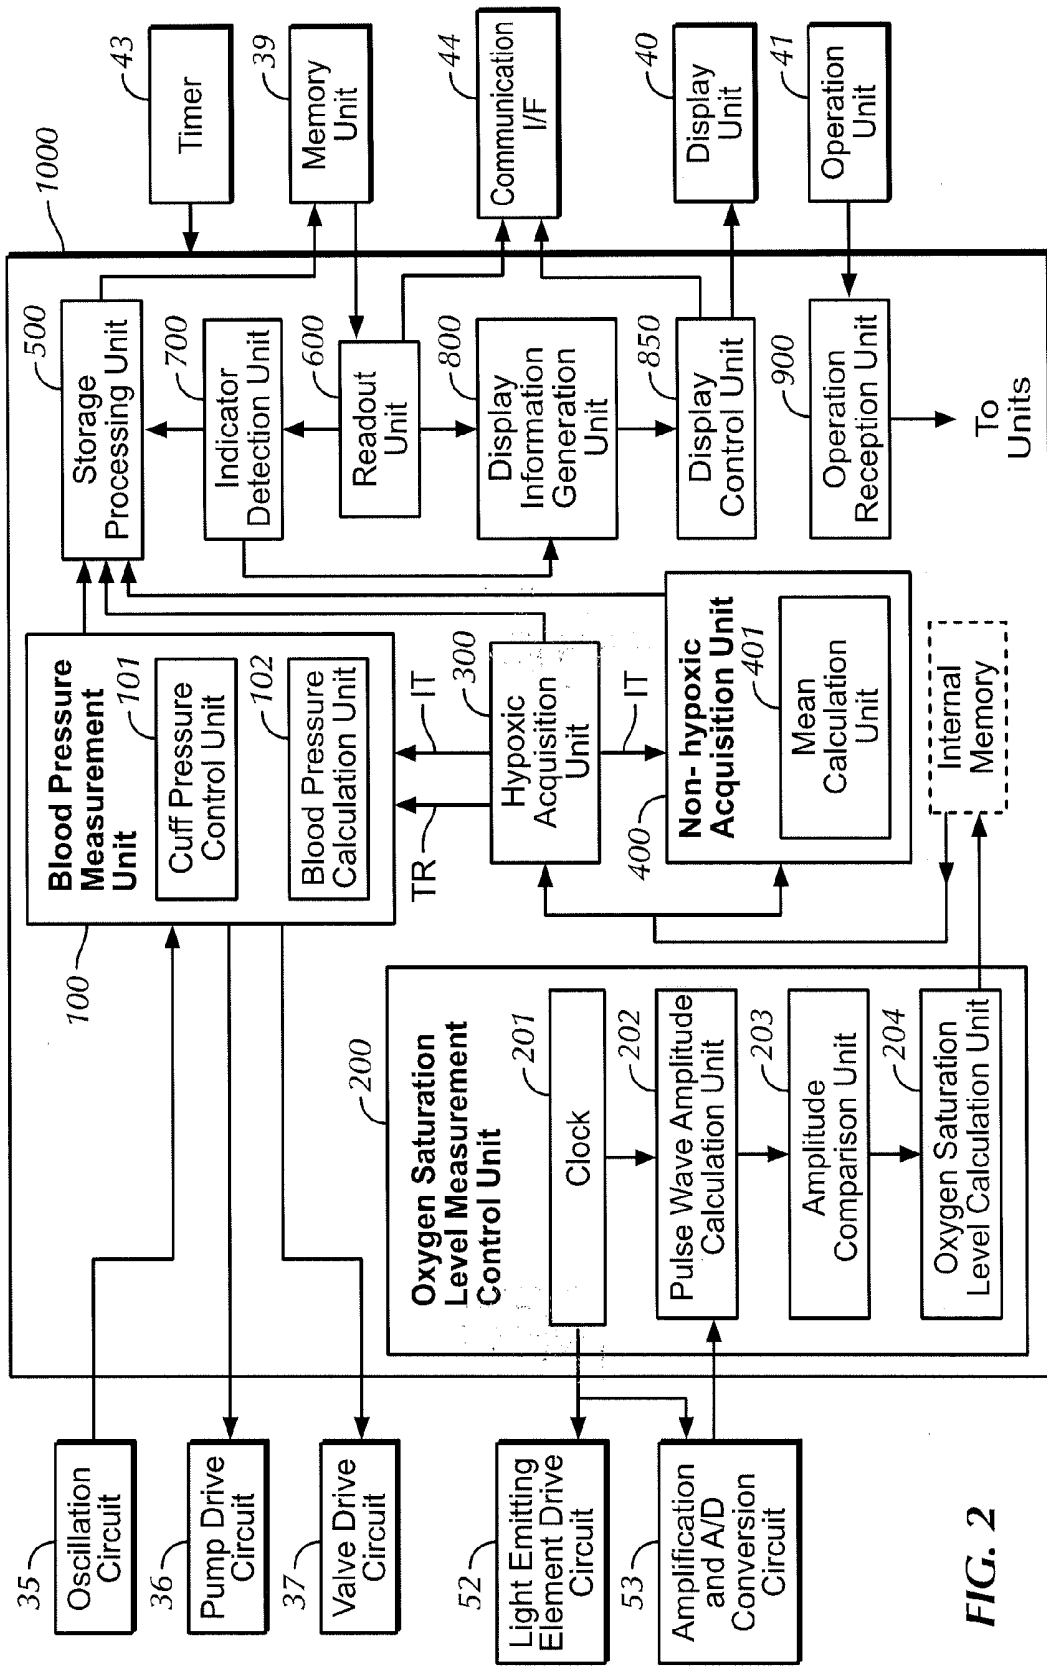 1000
43
Timer
39
Memory
Unit
44
Communication
I/F
40
Display
Unit
41
Operation
Unit
500
Storage
Processing Unit
700
Indicator
Detection Unit
600
Readout
Unit
800
Display
Information
Generation
Unit
850
Display
Control Unit
900
Operation
Reception Unit
To
Units
Blood Pressure
Measurement
Unit
101
Cuff Pressure
Control Unit
102
Blood Pressure
Calculation Unit
100
IT
TR
300
Hypoxic
Acquisition
Unit
IT
400
Non- hypoxic
Acquisition Unit
401
Mean
Calculation
Unit
Internal
Memory
200
Oxygen Saturation
Level Measurement
Control Unit
201
Clock
202
Pulse Wave Amplitude
Calculation Unit
203
Amplitude
Comparison Unit
204
Oxygen Saturation
Level Calculation Unit
35
Oscillation
Circuit
36
Pump Drive
Circuit
37
Valve Drive
Circuit
52
Light Emitting
Element Drive
Circuit
53
Amplification
and A/D
Conversion
Circuit
FIG. 2